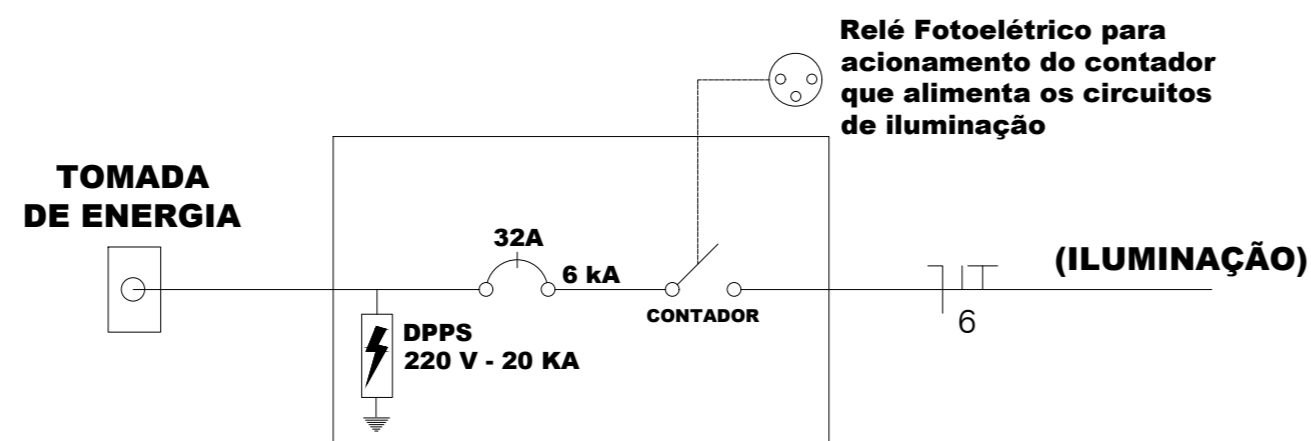 Relé Fotoelétrico para
acionamento do contador
que alimenta os circuitos
de iluminação
TOMADA
DE ENERGIA
32A
6 kA
CONTADOR
(ILUMINAÇÃO)
6
DPPS
220 V - 20 KA